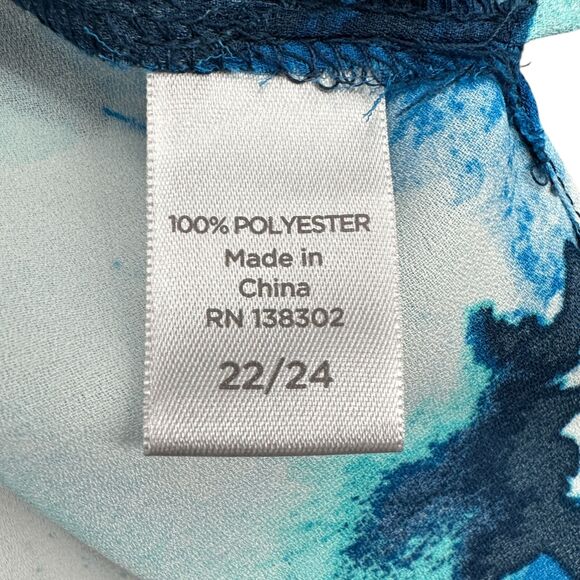 100% POLYESTER
Made in
China
RN 138302
22/24